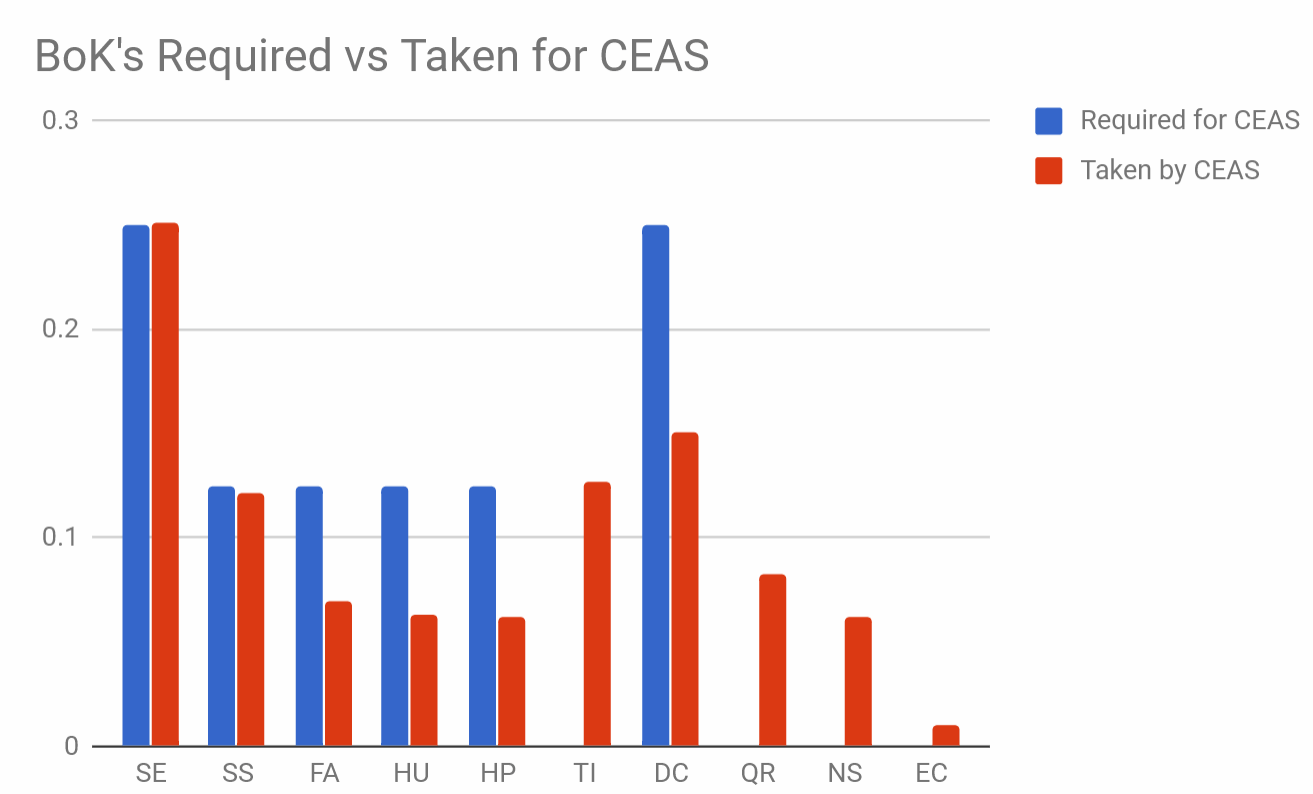 BoK's Required vs Taken for CEAS
0.3
0.2
0.1
0
Required for CEAS
Taken by CEAS
SE SS FA HU HP TI DC QR NS EC